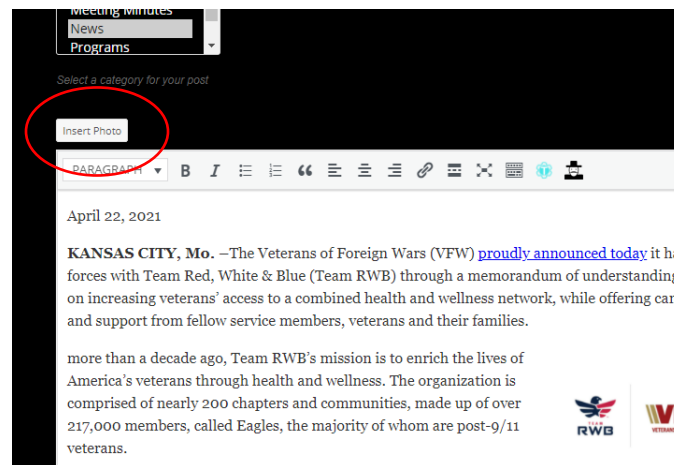 Meeting Minutes
News
Programs
Select a category for your post
Insert Photo
PARAGRAPH
B I
April 22, 2021
KANSAS CITY, Mo. –The Veterans of Foreign Wars (VFW) proudly announced today it
forces with Team Red, White & Blue (Team RWB) through a memorandum of understanding
on increasing veterans’ access to a combined health and wellness network, while offering
and support from fellow service members, veterans and their families.
more than a decade ago, Team RWB’s mission is to enrich the lives of
America’s veterans through health and wellness. The organization is
comprised of nearly 200 chapters and communities, made up of over
217,000 members, called Eagles, the majority of whom are post-9/11
veterans.
TEAM
RWB